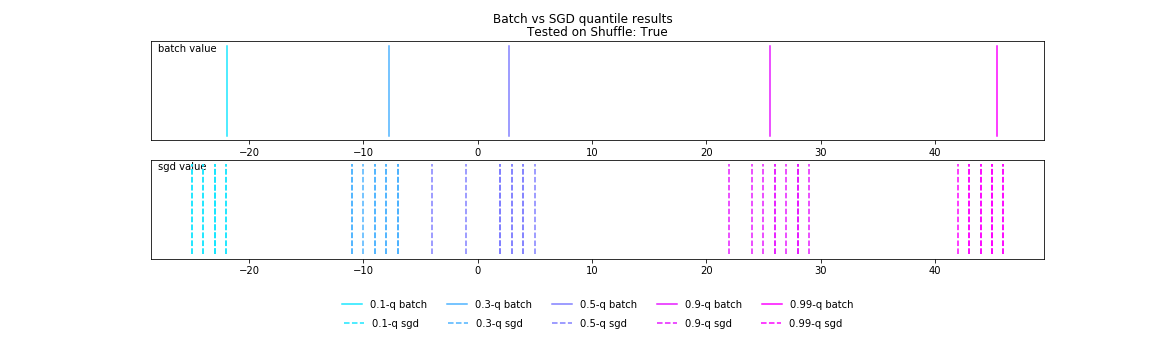 Batch vs SGD quantile results
Tested on Shuffle: True
batch value
−20 −10 0 10 20 30 40
sgd value
−20 −10 0 10 20 30 40
0.1-q batch 0.3-q batch 0.5-q batch 0.9-q batch 0.99-q batch
0.1-q sgd 0.3-q sgd 0.5-q sgd 0.9-q sgd 0.99-q sgd